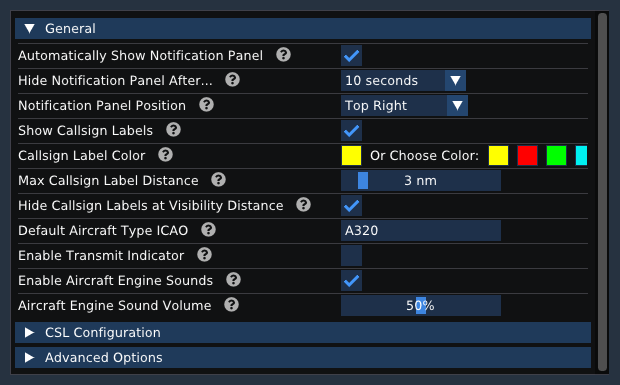 General
Automatically Show Notification Panel ?
Hide Notification Panel After... ? 10 seconds
Notification Panel Position ? Top Right
Show Callsign Labels ?
Callsign Label Color ? Or Choose Color:
Max Callsign Label Distance ? 3 nm
Hide Callsign Labels at Visibility Distance ?
Default Aircraft Type ICAO ? A320
Enable Transmit Indicator ?
Enable Aircraft Engine Sounds ?
Aircraft Engine Sound Volume ? 50%
CSL Configuration
Advanced Options